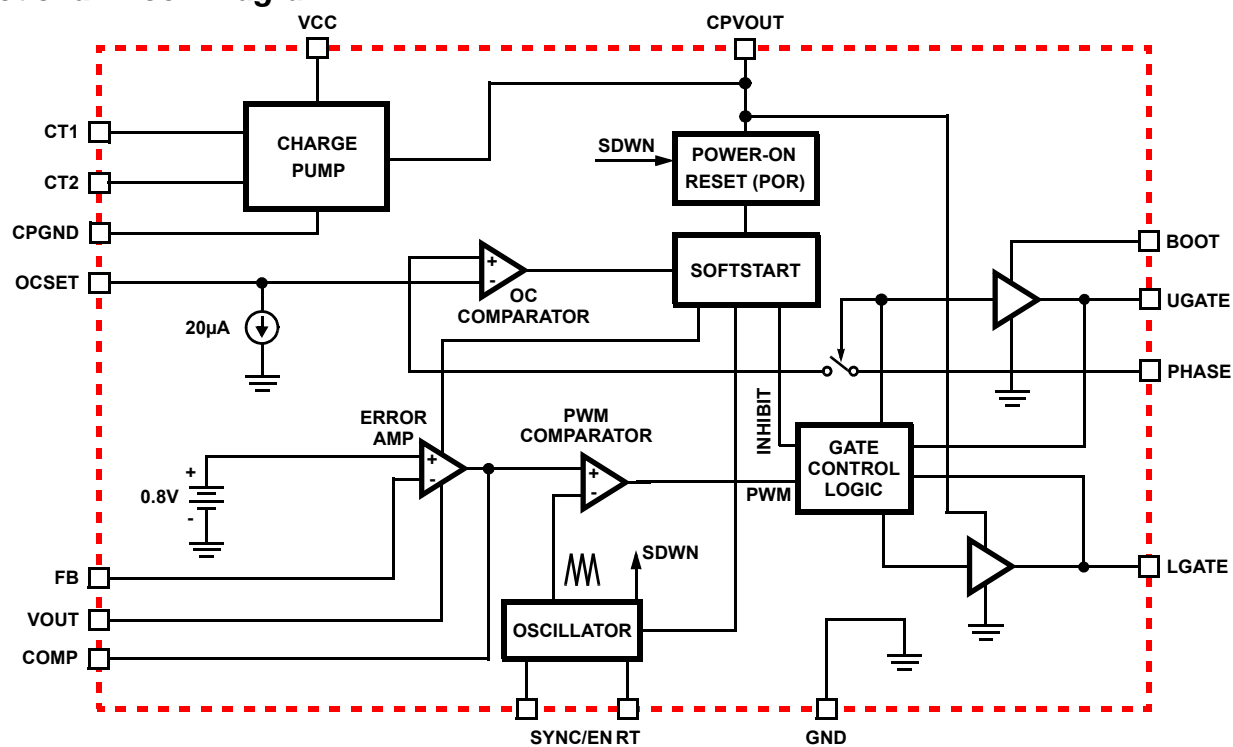 VCC
CPVOUT
CT1
CT2
CPGND
OCSET
CHARGE
PUMP
SDWN
POWER-ON
RESET (POR)
SOFTSTART
+
-
OC
COMPARATOR
20µA
BOOT
UGATE
PHASE
ERROR
AMP
PWM
COMPARATOR
INHIBIT
GATE
CONTROL
LOGIC
PWM
+
-
+
-
+
0.8V
-
SDWN
FB
VOUT
COMP
OSCILLATOR
LGATE
SYNC/EN
RT
GND